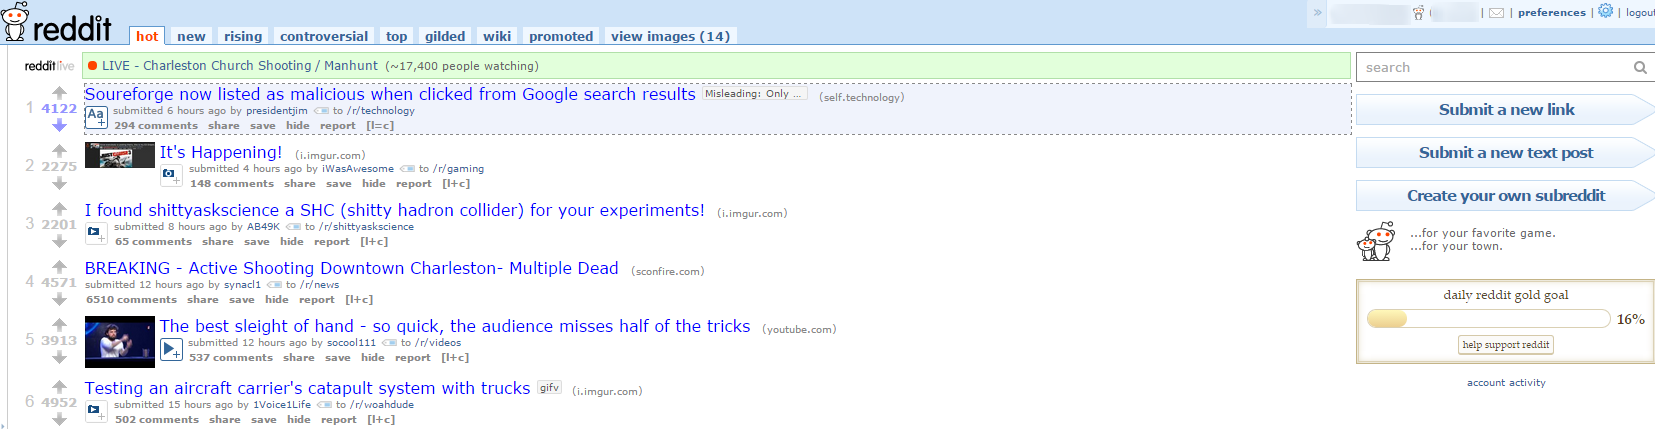 reddit
hot new rising controversial top gilded wiki promoted view images (14)
» | | preferences | | logout
redditlive
LIVE - Charleston Church Shooting / Manhunt (~17,400 people watching)
1 4122
Soureforge now listed as malicious when clicked from Google search results Misleading: Only ... (self.technology)
Aa+
submitted 6 hours ago by presidentjim to /r/technology
294 comments share save hide report [l=c]
2 2275
It's Happening! (i.imgur.com)
submitted 4 hours ago by iWasAwesome to /r/gaming
148 comments share save hide report [l+c]
3 2201
I found shittyaskscience a SHC (shitty hadron collider) for your experiments! (i.imgur.com)
submitted 8 hours ago by AB49K to /r/shittyaskscience
65 comments share save hide report [l+c]
4 4571
BREAKING - Active Shooting Downtown Charleston- Multiple Dead (sconfire.com)
submitted 12 hours ago by synacl1 to /r/news
6510 comments share save hide report [l+c]
5 3913
The best sleight of hand - so quick, the audience misses half of the tricks (youtube.com)
submitted 12 hours ago by socool111 to /r/videos
537 comments share save hide report [l+c]
6 4952
Testing an aircraft carrier's catapult system with trucks gifv (i.imgur.com)
submitted 15 hours ago by 1Voice1Life to /r/woahdude
502 comments share save hide report [l+c]
search
Submit a new link
Submit a new text post
Create your own subreddit
...for your favorite game.
...for your town.
daily reddit gold goal
16%
help support reddit
account activity